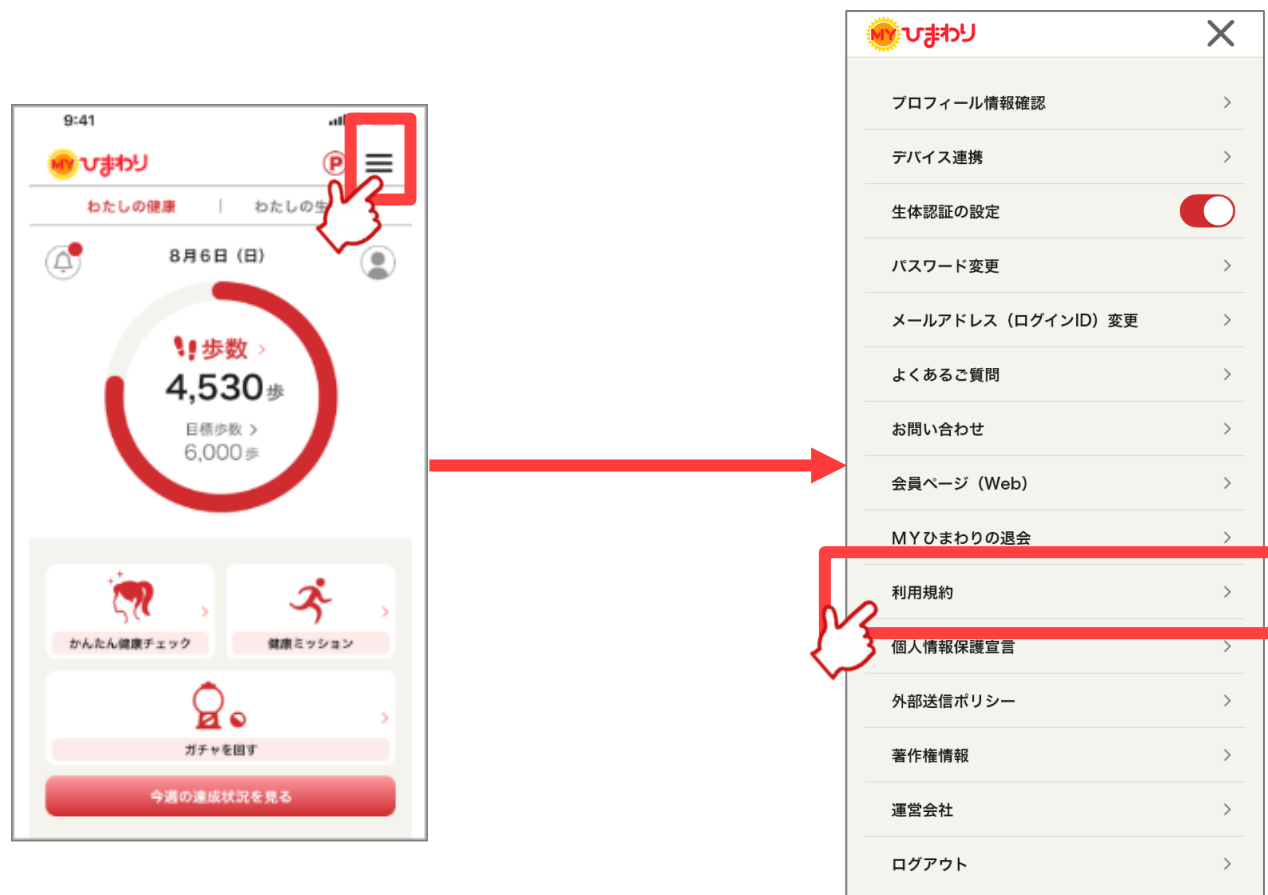 9:41
MY ひまわり
P
わたしの健康
わたしの生
8月6日（日）
歩数
4,530歩
目標歩数
6,000歩
かんたん健康チェック
健康ミッション
ガチャを回す
今週の達成状況を見る
MY ひまわり
プロフィール情報確認
デバイス連携
生体認証の設定
パスワード変更
メールアドレス（ログインID）変更
よくあるご質問
お問い合わせ
会員ページ（Web）
ＭＹひまわりの退会
利用規約
個人情報保護宣言
外部送信ポリシー
著作権情報
運営会社
ログアウト